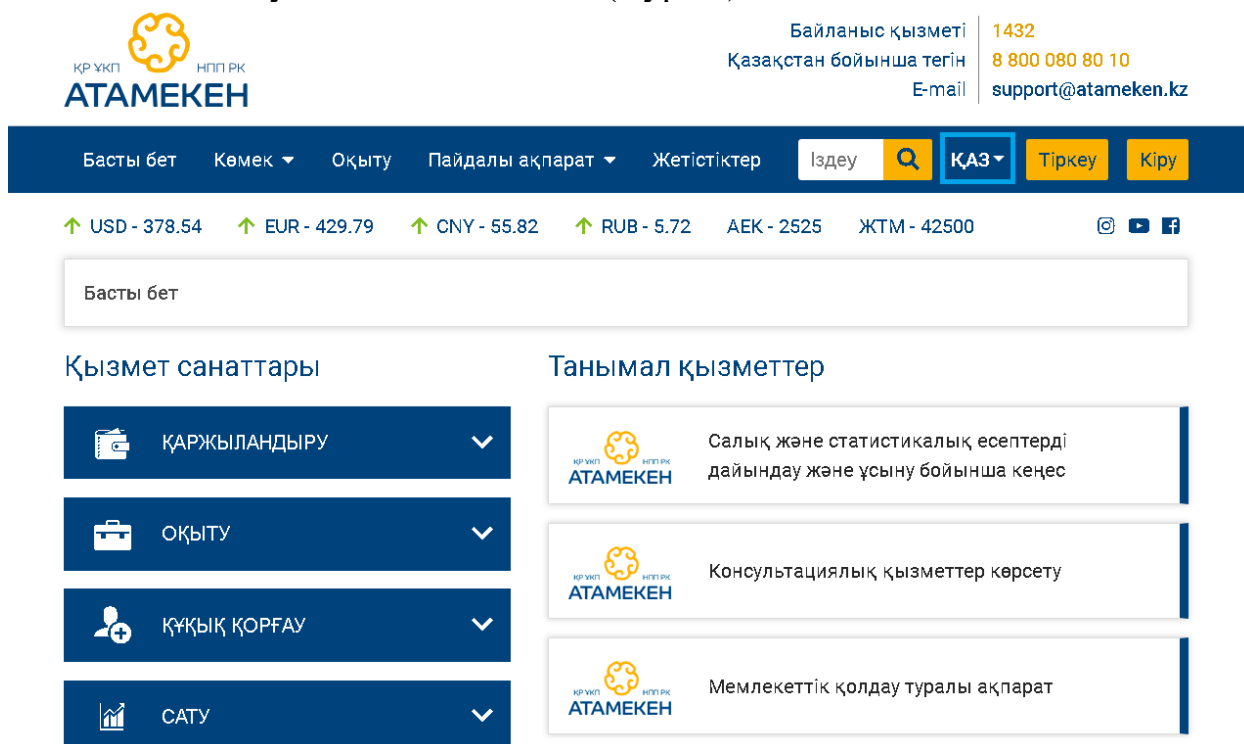 Байланыс қызметі 1432
Қазақстан бойынша тегін 8 800 080 80 10
E-mail support@atameken.kz
ҚР ҰКП НПП РК
АТАМЕКЕН
Басты бет Көмек Оқыту Пайдалы ақпарат Жетістіктер Іздеу ҚАЗ Тіркеу Кіру
USD - 378.54 EUR - 429.79 CNY - 55.82 RUB - 5.72 АЕК - 2525 ЖТМ - 42500
Басты бет
Қызмет санаттары
ҚАРЖЫЛАНДЫРУ
ОҚЫТУ
ҚҰҚЫҚ ҚОРҒАУ
САТУ
Танымал қызметтер
ҚР ҰКП НПП РК
АТАМЕКЕН
Салық және статистикалық есептерді
дайындау және ұсыну бойынша кеңес
ҚР ҰКП НПП РК
АТАМЕКЕН
Консультациялық қызметтер көрсету
ҚР ҰКП НПП РК
АТАМЕКЕН
Мемлекеттік қолдау туралы ақпарат